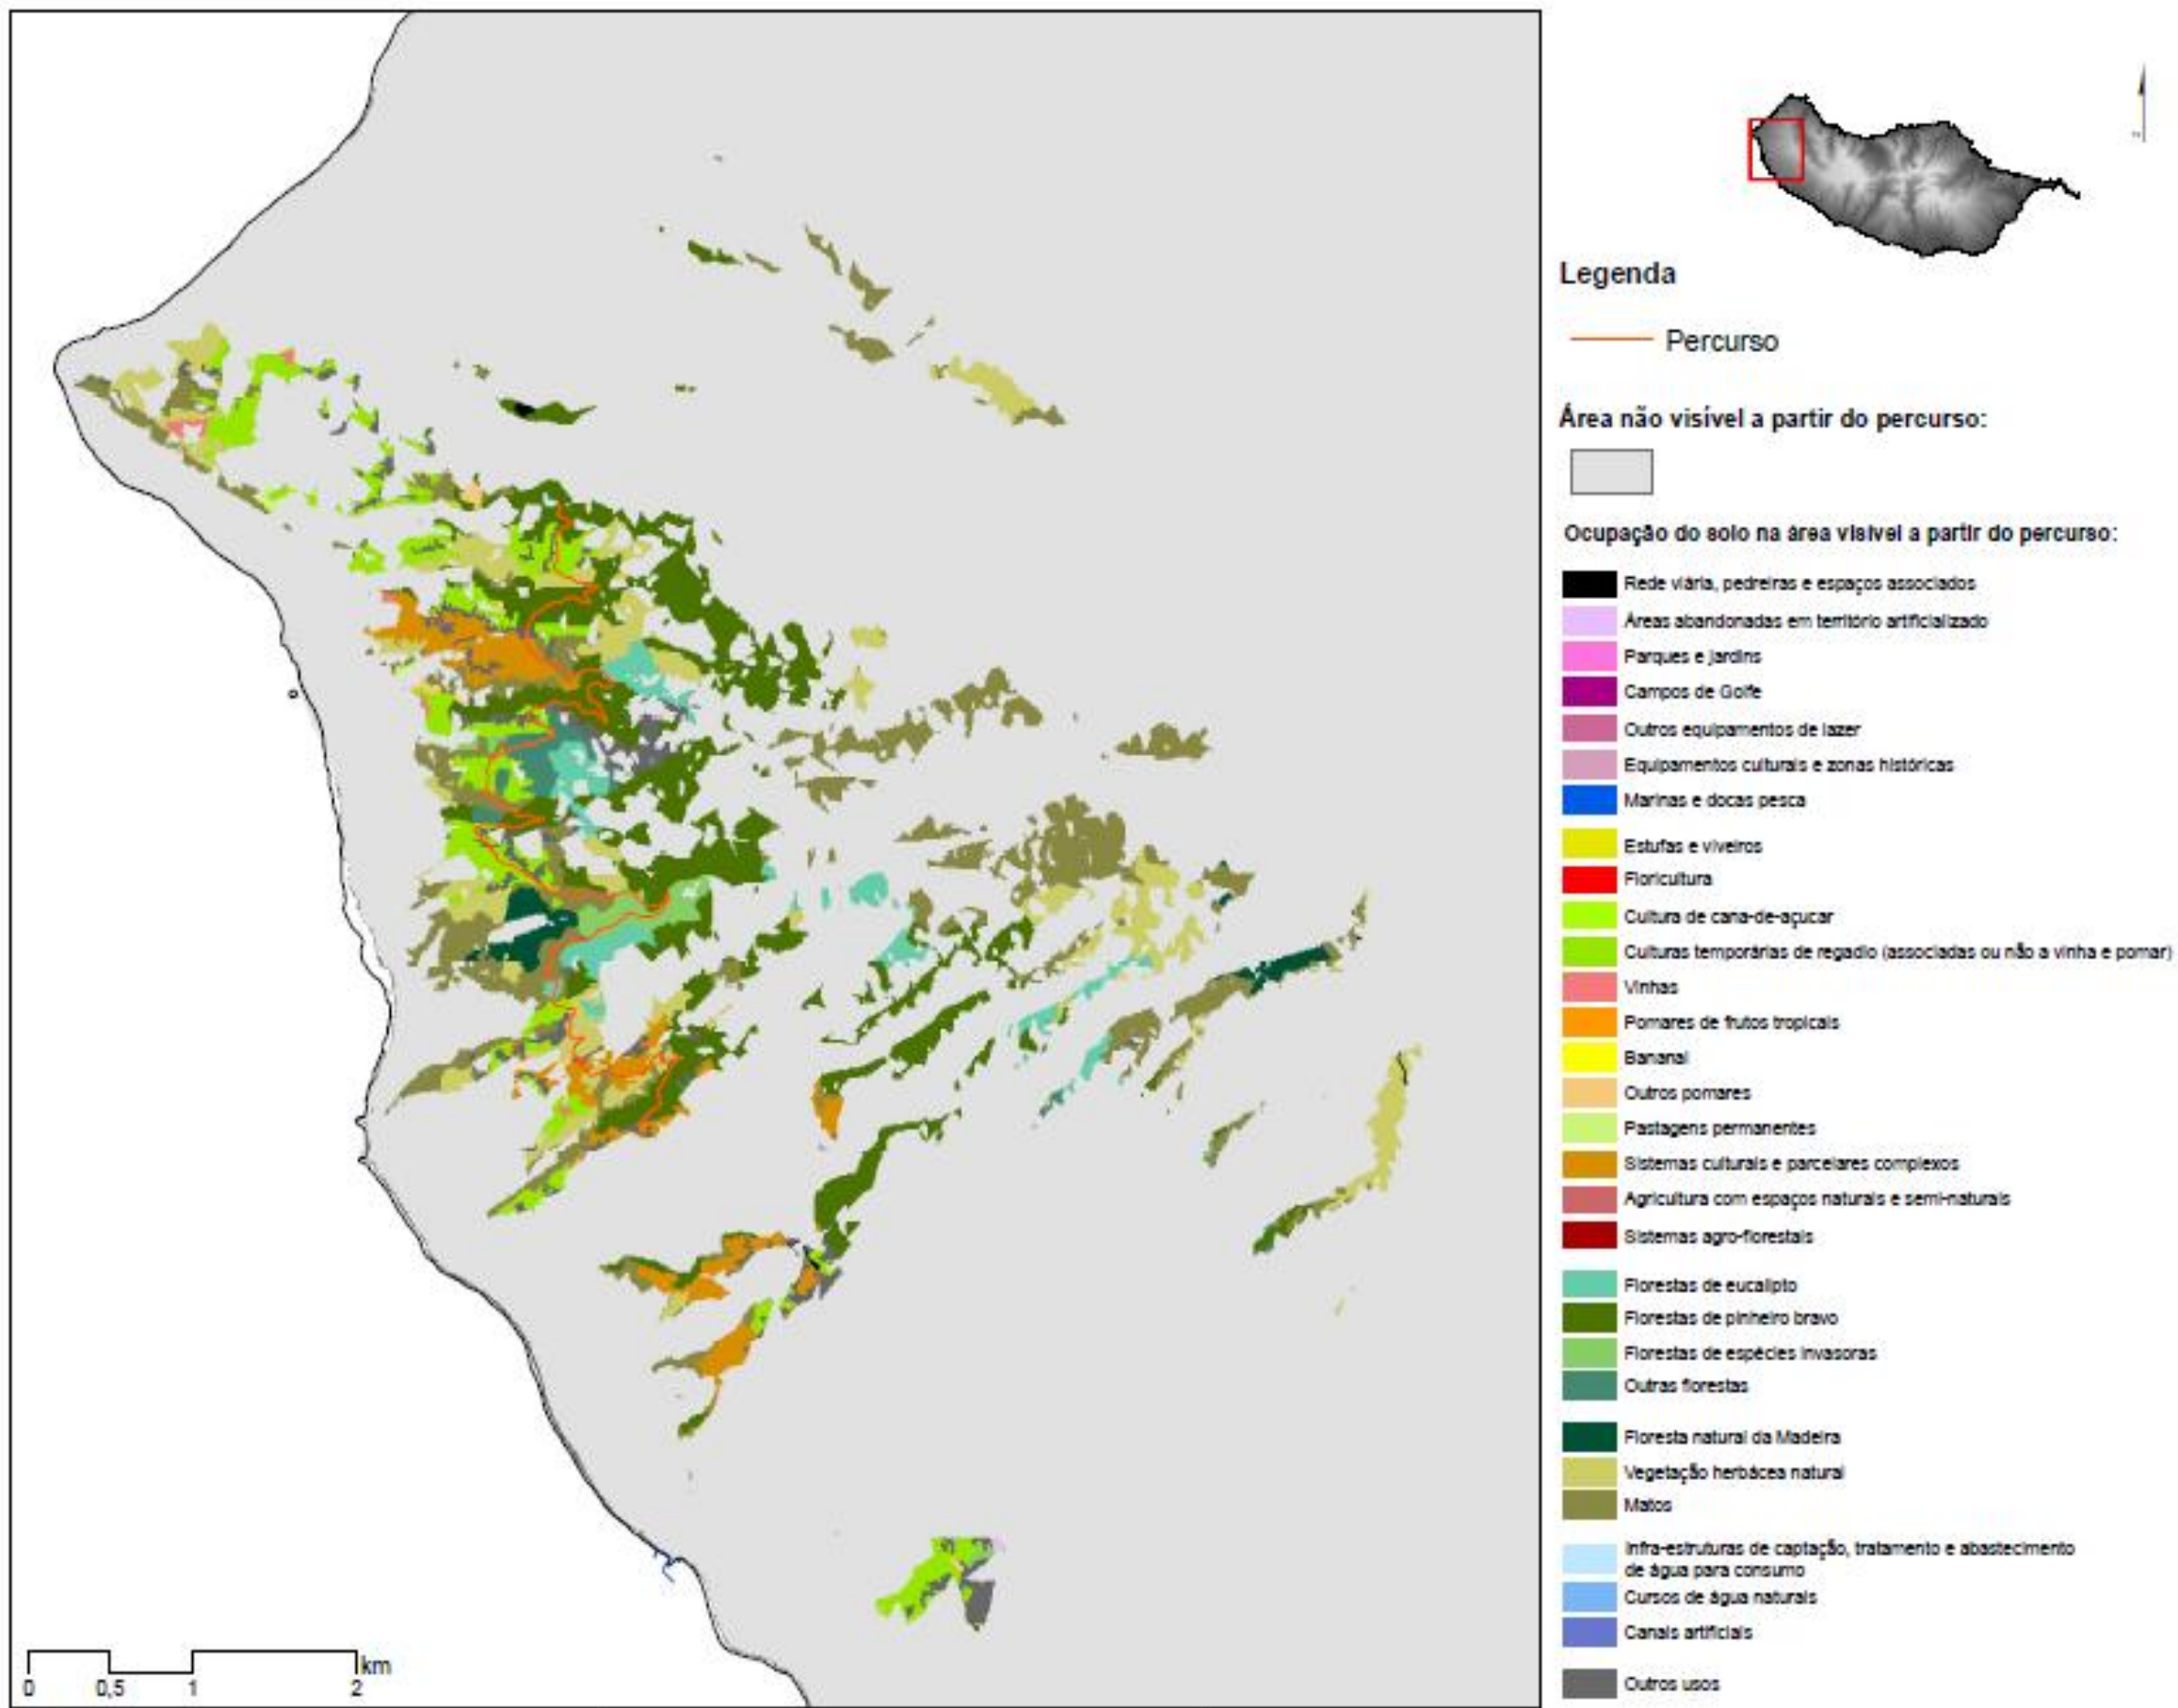 Legenda
Percurso
Área não visível a partir do percurso:
Ocupação do solo na área visível a partir do percurso:
Rede viária, pedreiras e espaços associados
Áreas abandonadas em território artificializado
Parques e jardins
Campos de Golfe
Outros equipamentos de lazer
Equipamentos culturais e zonas históricas
Marinas e docas pesca
Estufas e viveiros
Floricultura
Cultura de cana-de-açucar
Culturas temporárias de regadio (associadas ou não a vinha e pomar)
Vinhas
Pomares de frutos tropicais
Bananal
Outros pomares
Pastagens permanentes
Sistemas culturais e parcelares complexos
Agricultura com espaços naturais e semi-naturais
Sistemas agro-florestais
Florestas de eucalipto
Florestas de pinheiro bravo
Florestas de espécies invasoras
Outras florestas
Floresta natural da Madeira
Vegetação herbácea natural
Matos
Infra-estruturas de captação, tratamento e abastecimento
de água para consumo
Cursos de água naturais
Canais artificiais
Outros usos
km
0 0,5 1 2